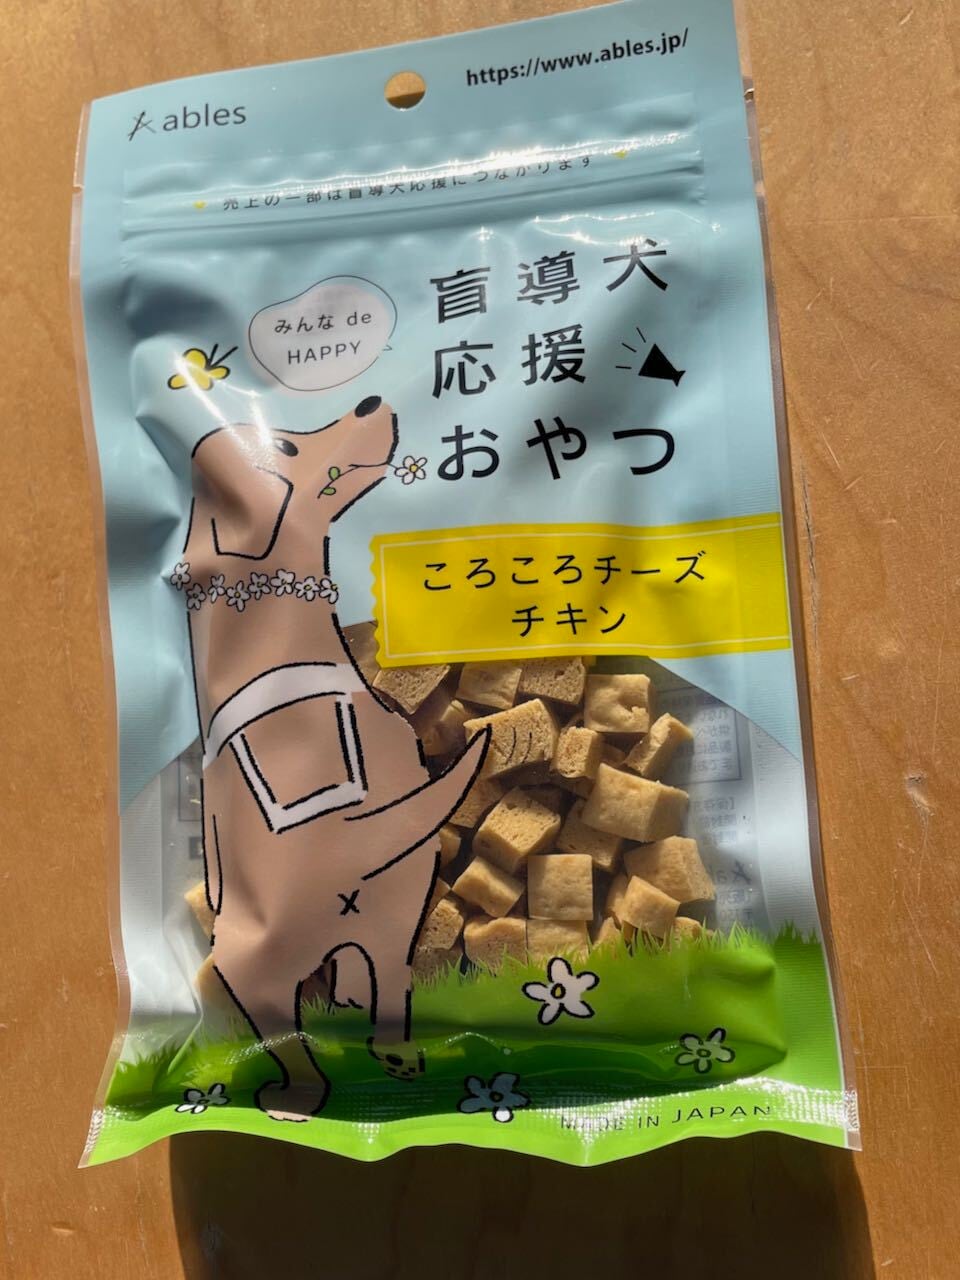 ables
https://www.ables.jp/
売上の一部は盲導犬応援につながります
みんな de
HAPPY
盲導犬
応援
おやつ
ころころチーズ
チキン
MADE IN JAPAN